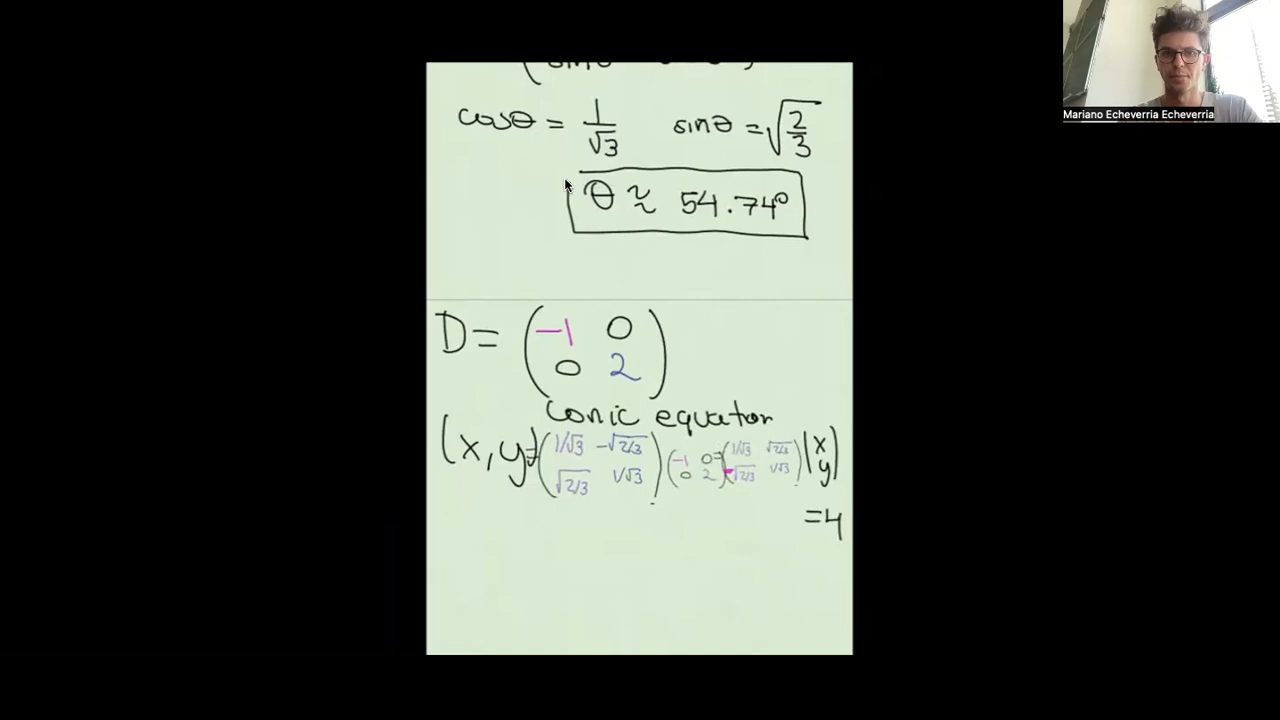 Mariano Echeverria Echeverria
cosθ = 1/√3 sinθ = √(2/3)
θ ≈ 54.74°
D = (-1 0
0 2)
conic equation
(x, y) (1/√3 -√(2/3) √(2/3) 1/√3) (-1 0 0 2) (1/√3 √(2/3) -√(2/3) 1/√3) (x y)
=4